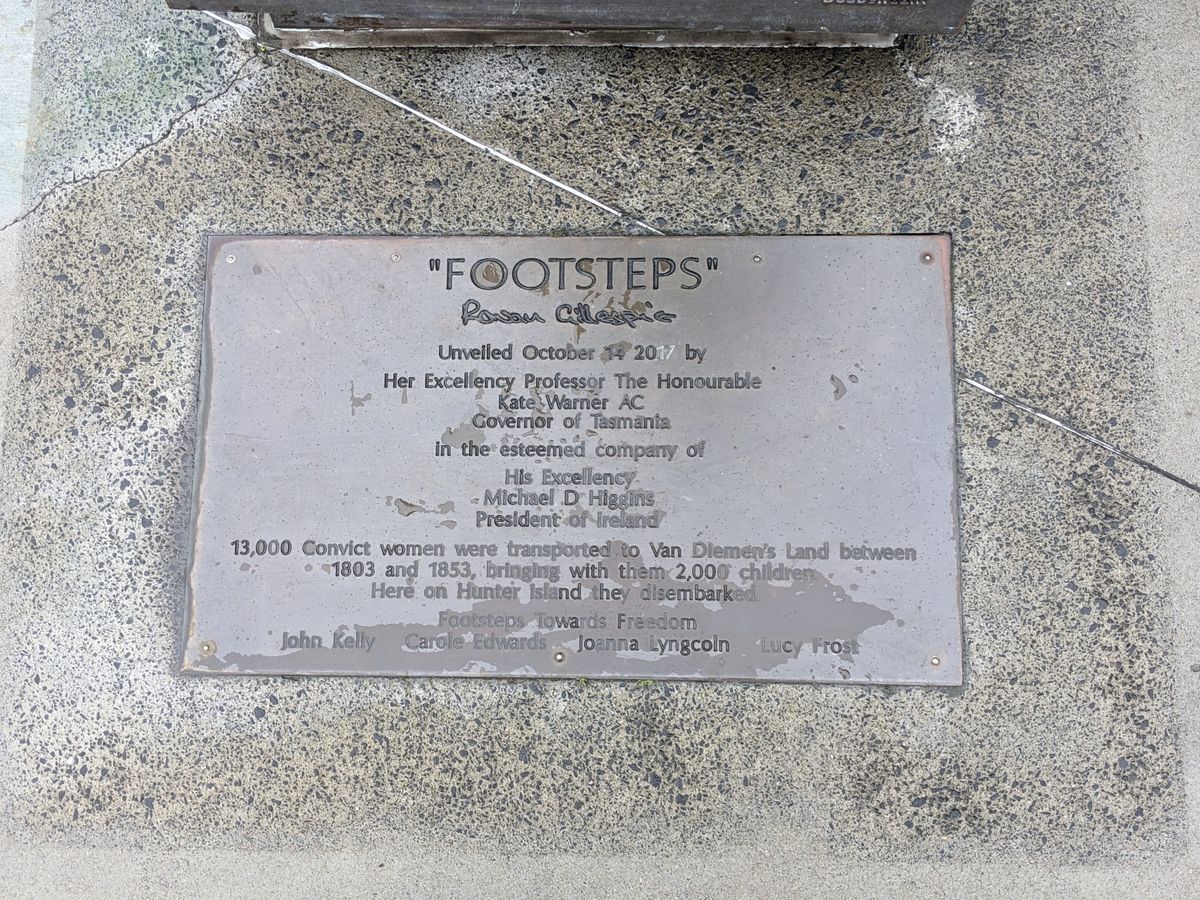 "FOOTSTEPS"
Rowan Gillespie
Unveiled October 14 2017 by
Her Excellency Professor The Honourable
Kate Warner AC
Governor of Tasmania
in the esteemed company of
His Excellency
Michael D Higgins
President of Ireland
13,000 Convict women were transported to Van Diemen's Land between
1803 and 1853, bringing with them 2,000 children
Here on Hunter Island they disembarked
Footsteps Towards Freedom
John Kelly Carole Edwards Joanna Lyngcoln Lucy Frost